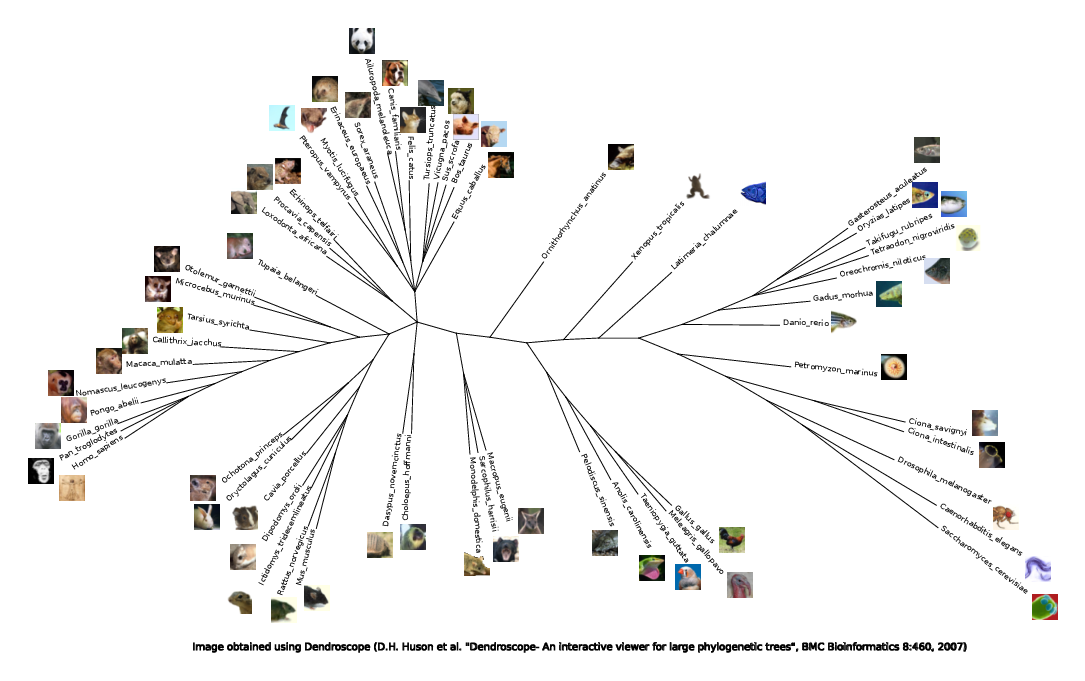 Ailuropoda_melanoleuca
Canis_familiaris
Felis_catus
Tursiops_truncatus
Vicugna_pacos
Sus_scrofa
Bos_taurus
Equus_caballus
Sorex_araneus
Erinaceus_europaeus
Myotis_lucifugus
Pteropus_vampyrus
Echinops_telfairi
Procavia_capensis
Loxodonta_africana
Tupaia_belangeri
Otolemur_garnettii
Microcebus_murinus
Tarsius_syrichta
Callithrix_jacchus
Macaca_mulatta
Nomascus_leucogenys
Pongo_abelii
Gorilla_gorilla
Pan_troglodytes
Homo_sapiens
Ochotona_princeps
Oryctolagus_cuniculus
Cavia_porcellus
Dipodomys_ordii
Ictidomys_tridecemlineatus
Rattus_norvegicus
Mus_musculus
Dasypus_novemcinctus
Choloepus_hoffmanni
Monodelphis_domestica
Sarcophilus_harrisii
Macropus_eugenii
Pelodiscus_sinensis
Anolis_carolinensis
Taeniopygia_guttata
Meleagris_gallopavo
Gallus_gallus
Ornithorhynchus_anatinus
Xenopus_tropicalis
Latimeria_chalumnae
Gasterosteus_aculeatus
Oryzias_latipes
Takifugu_rubripes
Tetraodon_nigroviridis
Oreochromis_niloticus
Gadus_morhua
Danio_rerio
Petromyzon_marinus
Ciona_savignyi
Ciona_intestinalis
Drosophila_melanogaster
Caenorhabditis_elegans
Saccharomyces_cerevisiae
Image obtained using Dendroscope (D.H. Huson et al. "Dendroscope- An interactive viewer for large phylogenetic trees", BMC Bioinformatics 8:460, 2007)